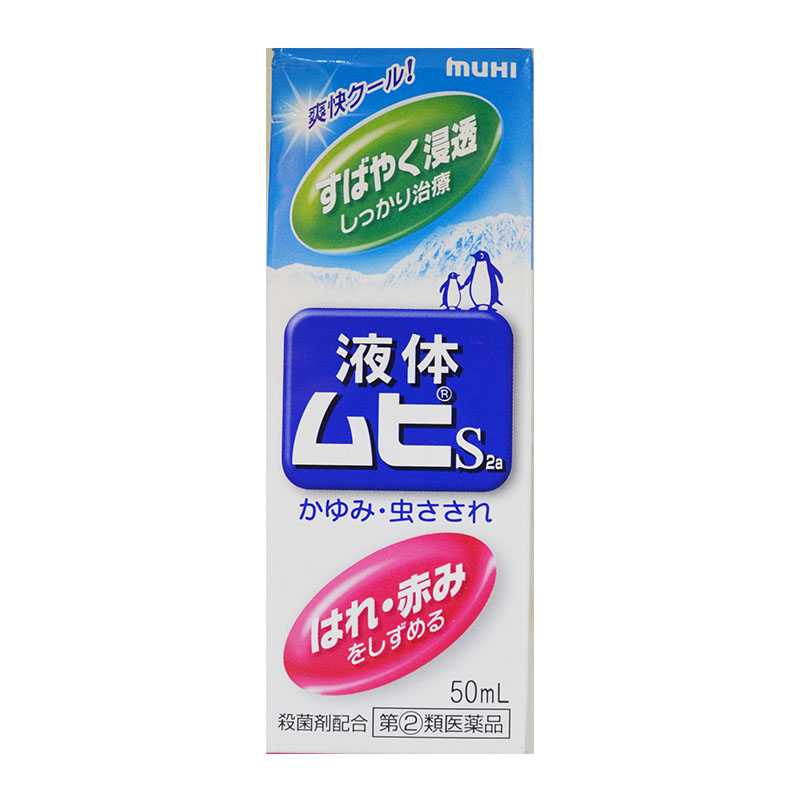 muHI
爽快クール!
すばやく浸透
しっかり治療
液体
ムヒ®S2a
かゆみ・虫さされ
はれ・赤み
をしずめる
50mL
殺菌剤配合 第②類医薬品